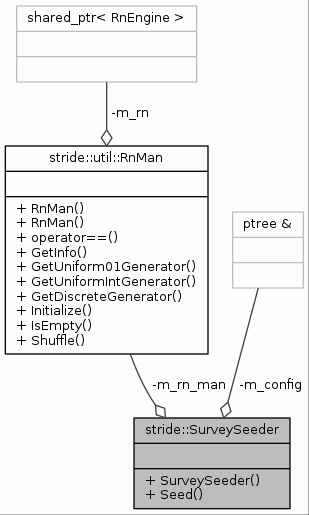 shared_ptr< RnEngine >
-m_rn
stride::util::RnMan
+ RnMan()
+ RnMan()
+ operator==()
+ GetInfo()
+ GetUniform01Generator()
+ GetUniformIntGenerator()
+ GetDiscreteGenerator()
+ Initialize()
+ IsEmpty()
+ Shuffle()
ptree &
-m_rn_man
-m_config
stride::SurveySeeder
+ SurveySeeder()
+ Seed()